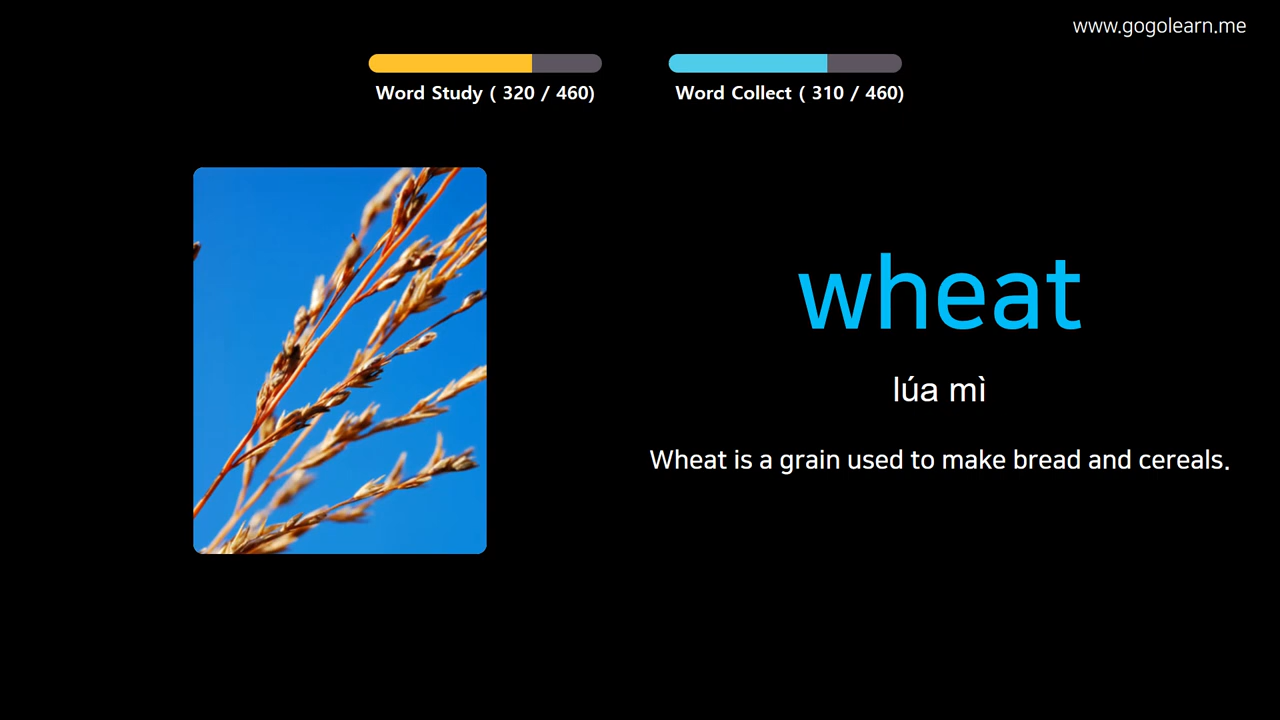 www.gogolearn.me
Word Study ( 320 / 460)
Word Collect ( 310 / 460)
wheat
lúa mì
Wheat is a grain used to make bread and cereals.